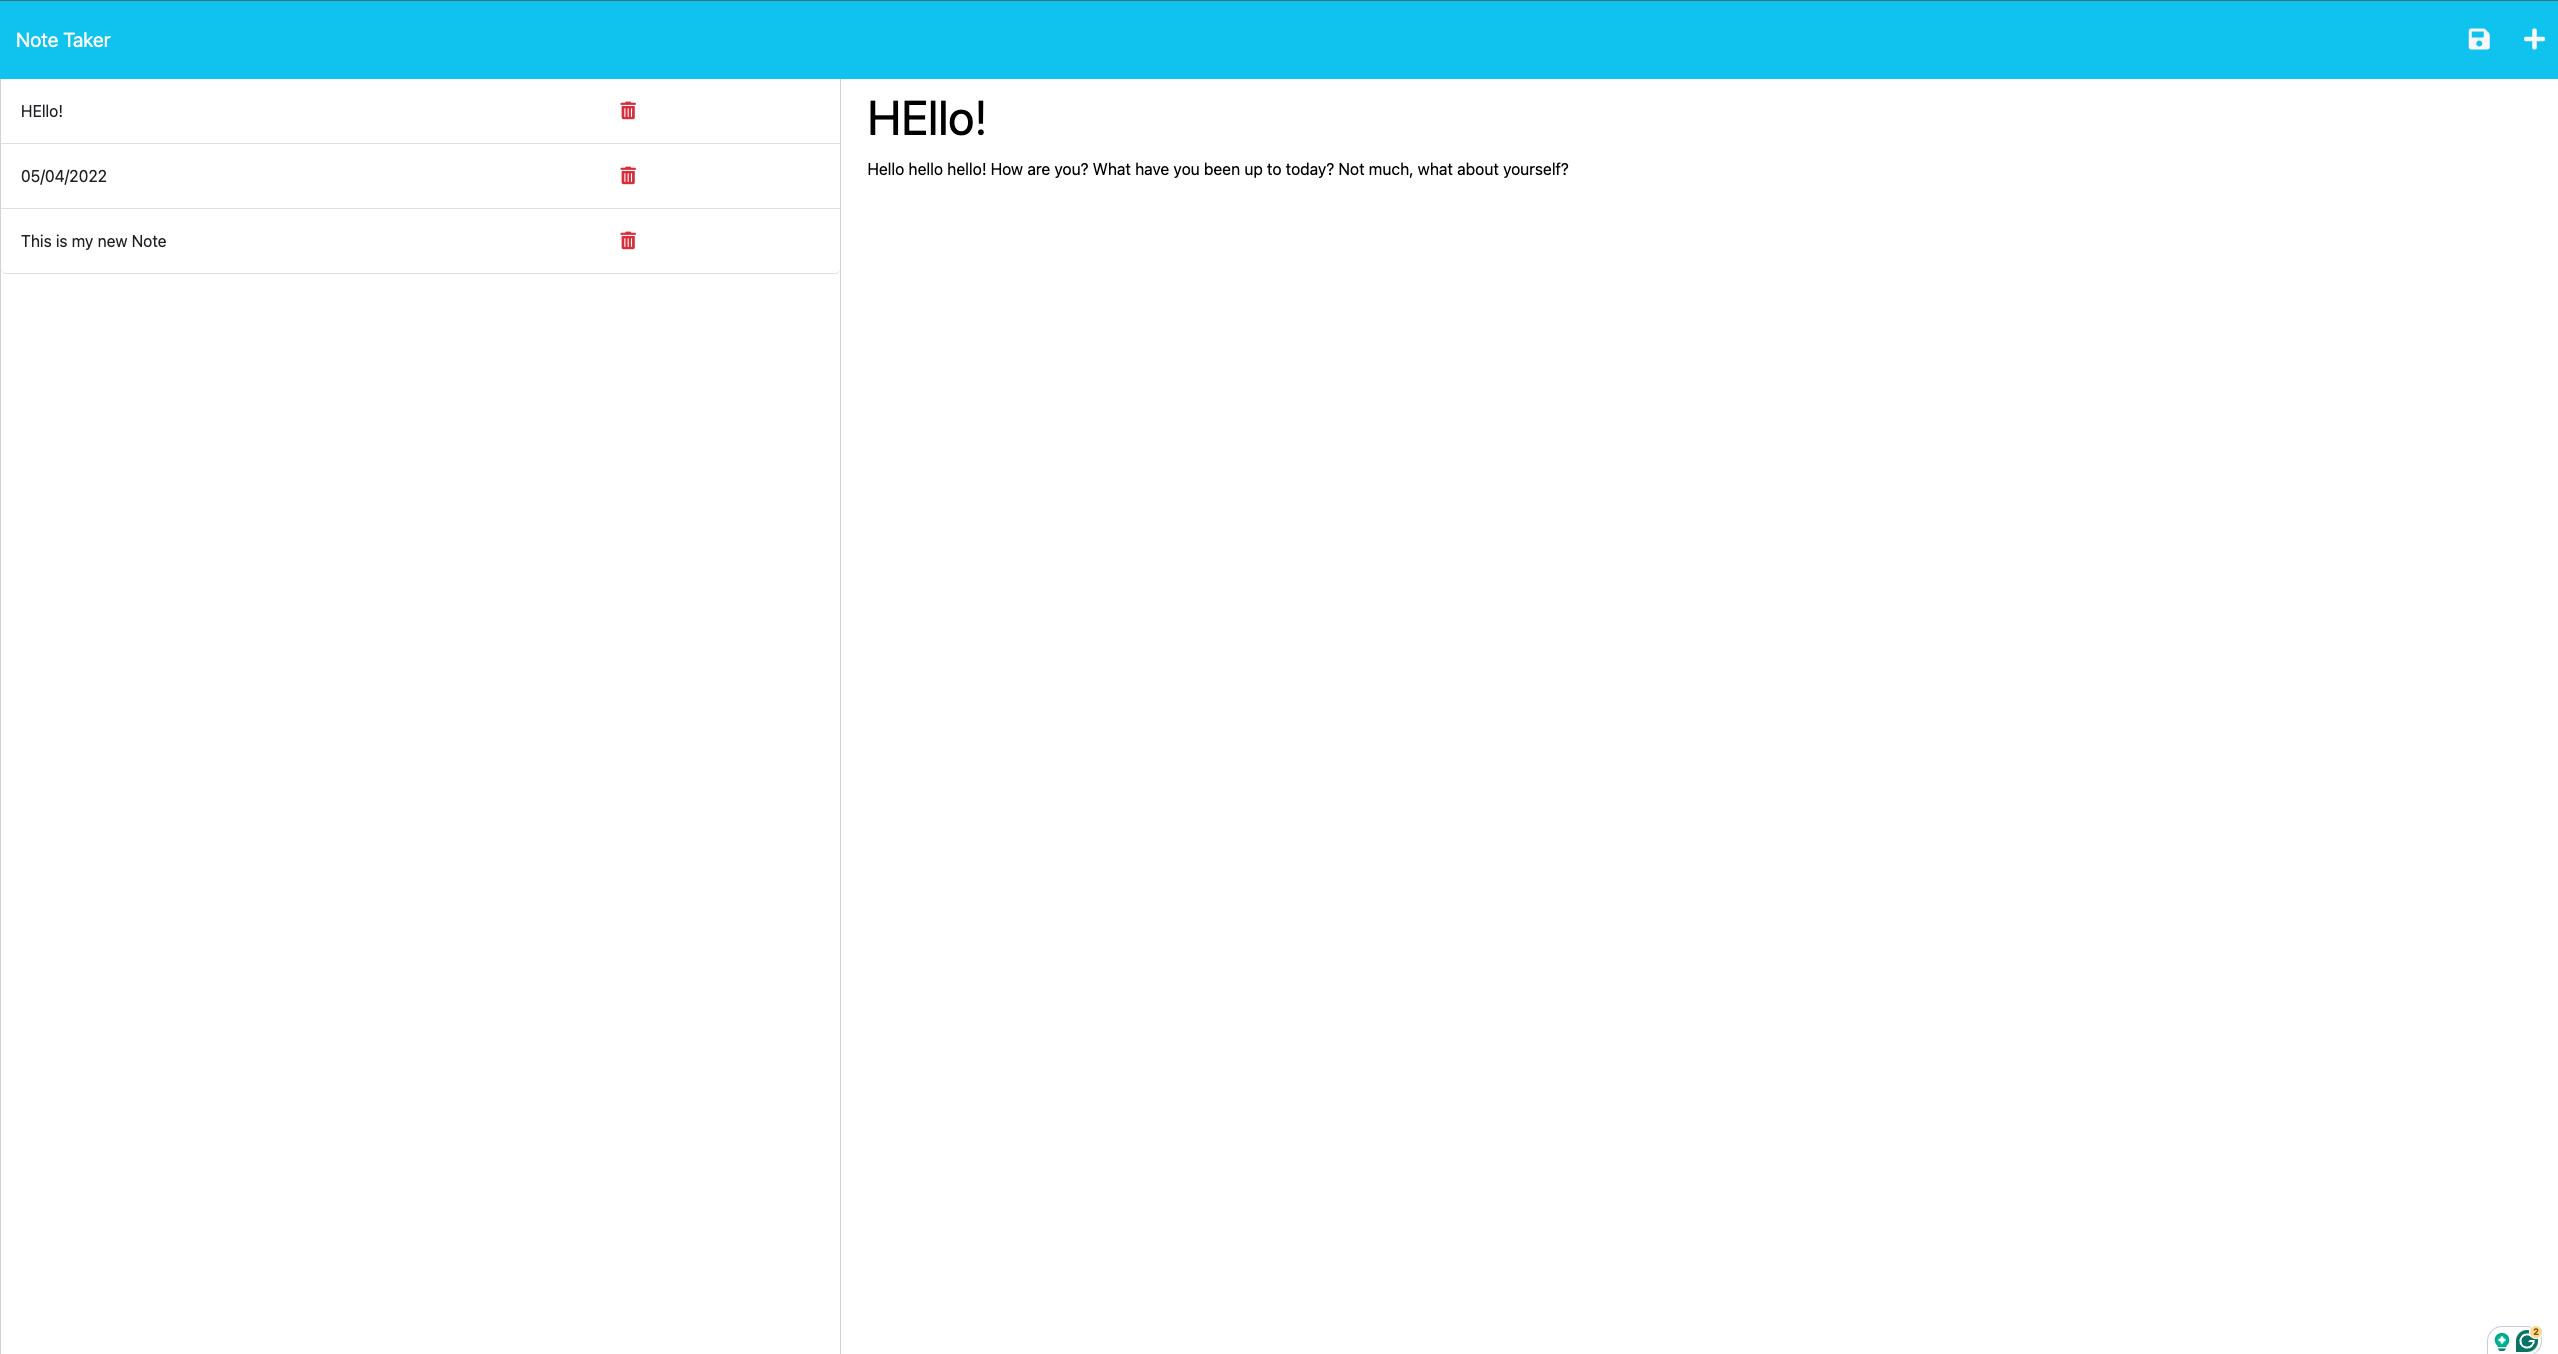 Note Taker
HEllo!
05/04/2022
This is my new Note
HEllo!
Hello hello hello! How are you? What have you been up to today? Not much, what about yourself?
2